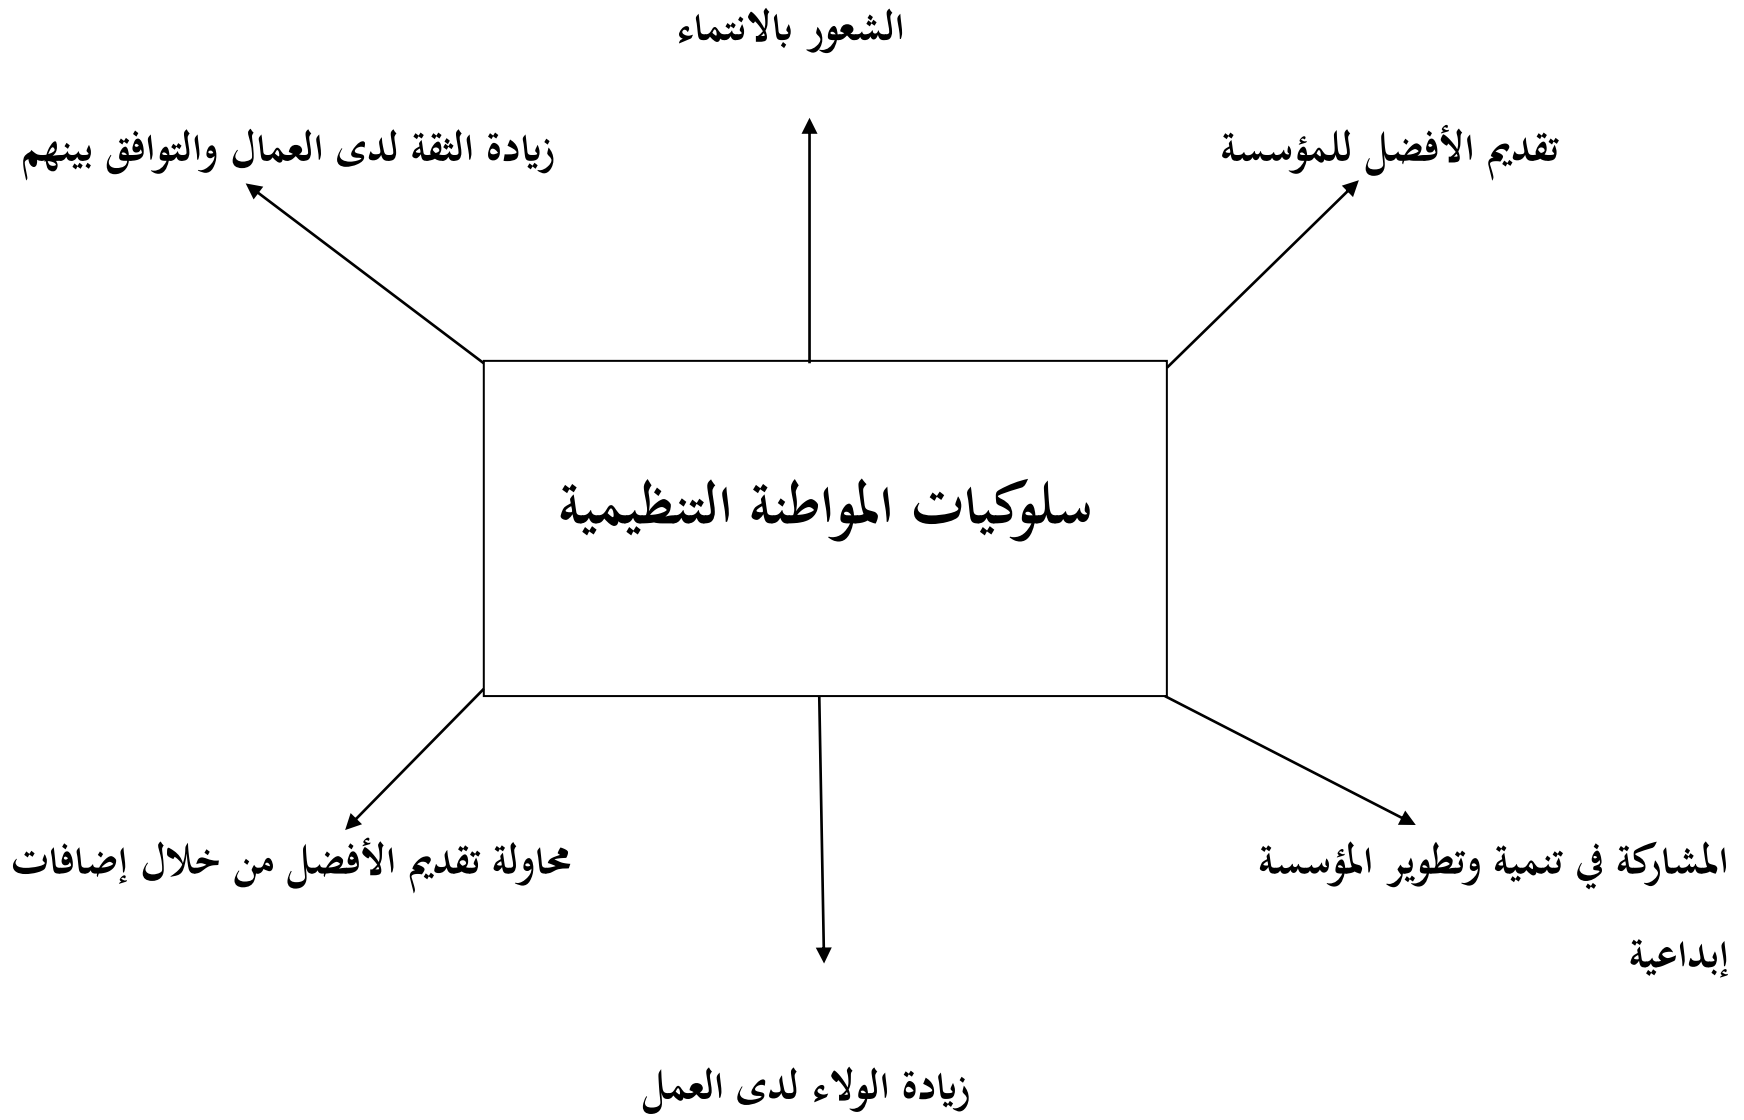 الشعور بالانتماء
تقديم الأفضل للمؤسسة
زيادة الثقة لدى العمال والتوافق بينهم
سلوكيات المواطنة التنظيمية
المشاركة في تنمية وتطوير المؤسسة
محاولة تقديم الأفضل من خلال إضافات
إبداعية
زيادة الولاء لدى العمل